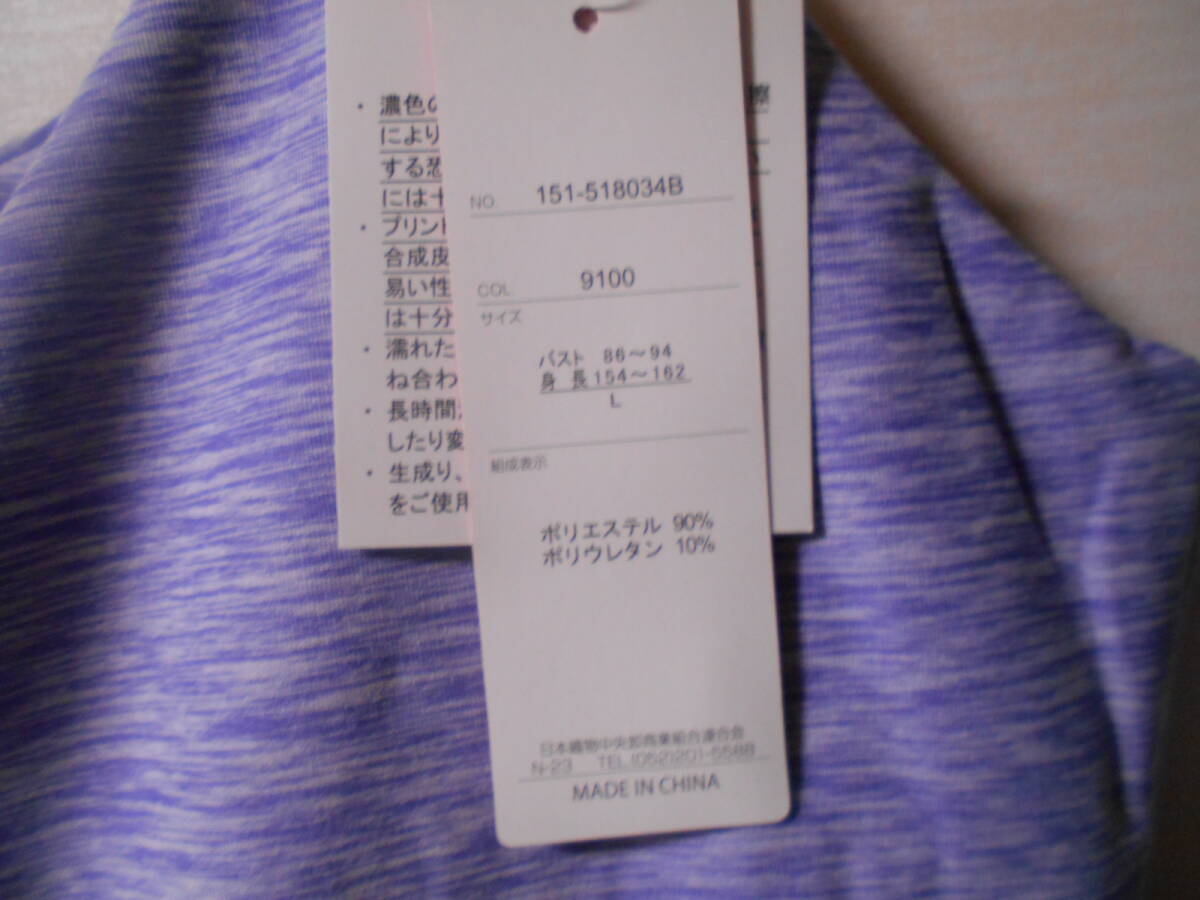 ・濃色の
により
する恐
には十
・プリント
合成皮
易い性
は十分
・濡れた
ね合わ
・長時間
したり変
・生成り、
をご使用
際
NO. 151-518034B
COL 9100
サイズ
バスト 86～94
身長 154～162
L
組成表示
ポリエステル 90%
ポリウレタン 10%
日本織物中央卸商業組合連合会
N-23 TEL.(052)201-5588
MADE IN CHINA